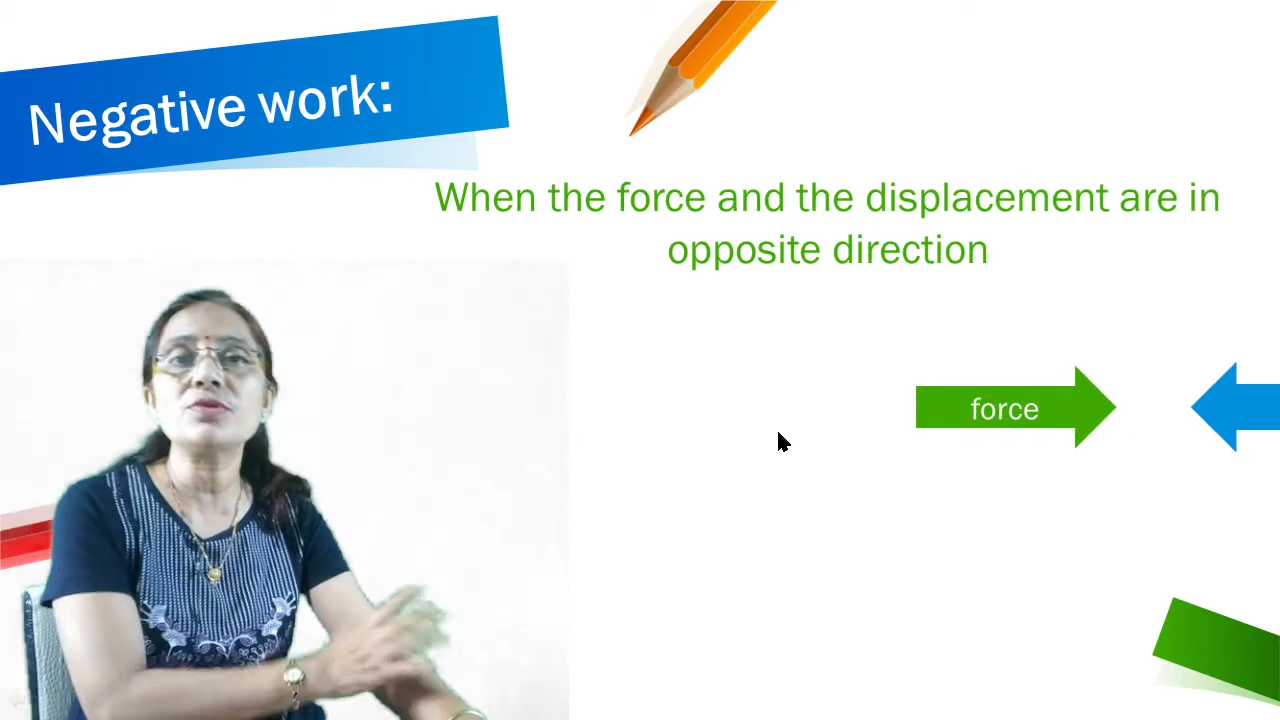 Negative work:
When the force and the displacement are in
opposite direction
force